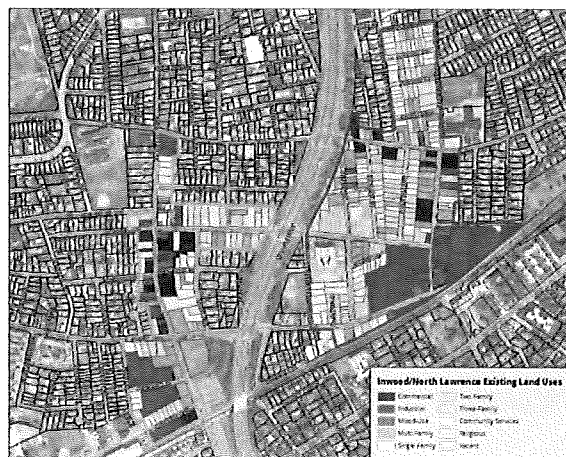 Inwood/North Lawrence Existing Land Uses
Commercial Two Family
Industrial Three Family
Mixed-Use Community Services
Multi Family Religious
Single Family Vacant